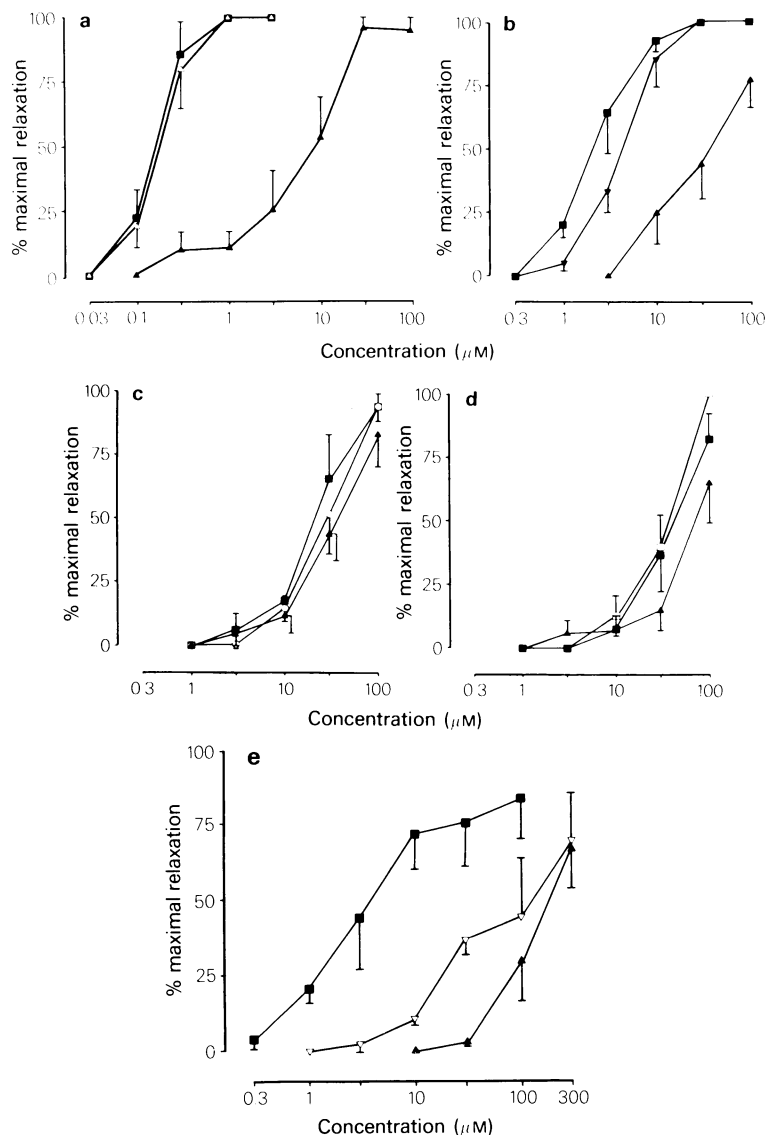 a
100
75
50
25
0
% maximal relaxation
0.03 0.1 1 10 100
b
100
75
50
25
0
% maximal relaxation
0.3 1 10 100
Concentration (μM)
c
100
75
50
25
0
% maximal relaxation
0.3 1 10 100
d
100
75
50
25
0
% maximal relaxation
0.3 1 10 100
Concentration (μM)
e
100
75
50
25
0
% maximal relaxation
0.3 1 10 100 300
Concentration (μM)